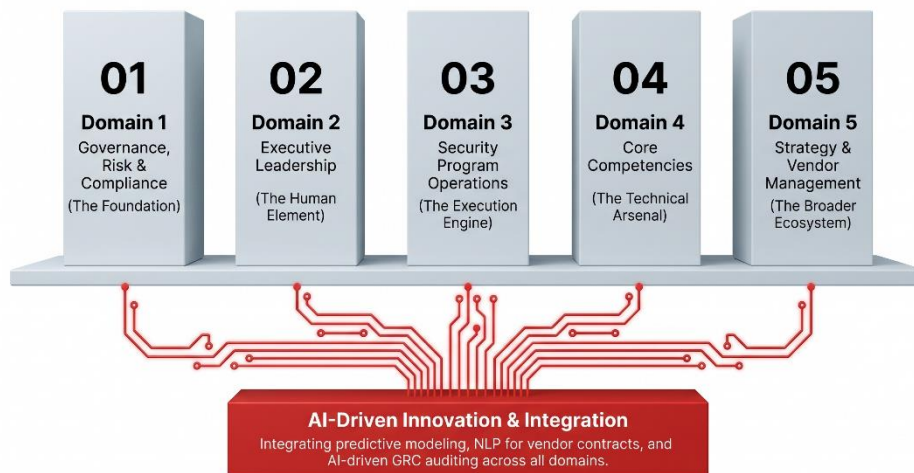 01
Domain 1
Governance,
Risk &
Compliance
(The Foundation)
02
Domain 2
Executive
Leadership
(The Human
Element)
03
Domain 3
Security
Program
Operations
(The Execution
Engine)
04
Domain 4
Core
Competencies
(The Technical
Arsenal)
05
Domain 5
Strategy &
Vendor
Management
(The Broader
Ecosystem)
AI-Driven Innovation & Integration
Integrating predictive modeling, NLP for vendor contracts, and
AI-driven GRC auditing across all domains.